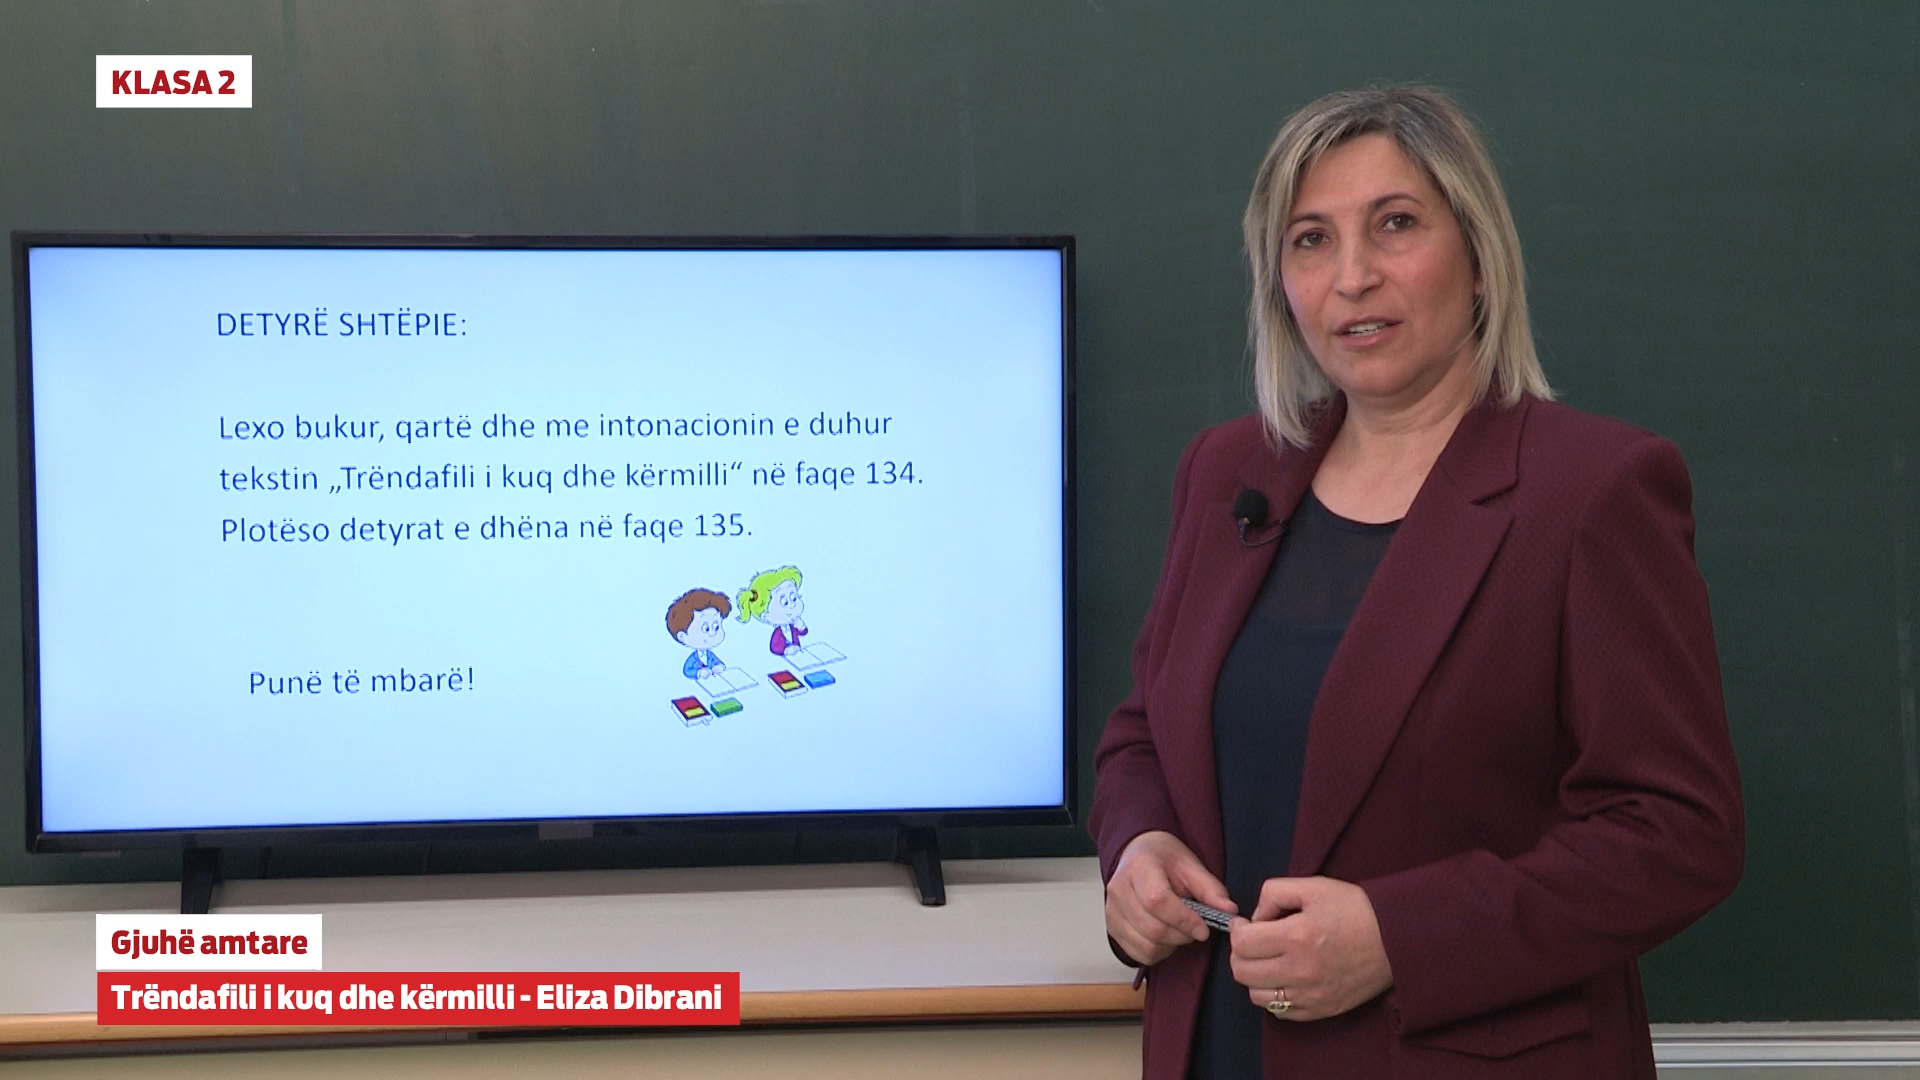 KLASA 2
DETYRË SHTËPIE:
Lexo bukur, qartë dhe me intonacionin e duhur
tekstin „Trëndafili i kuq dhe kërmilli“ në faqe 134.
Plotëso detyrat e dhëna në faqe 135.
Punë të mbarë!
Gjuhë amtare
Trëndafili i kuq dhe kërmilli - Eliza Dibrani